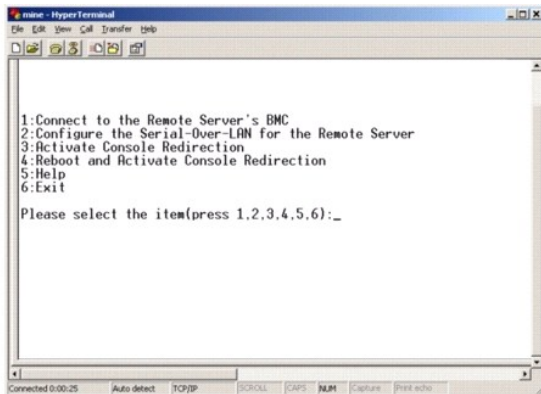 mine - HyperTerminal
File Edit View Call Transfer Help
1:Connect to the Remote Server's BMC
2:Configure the Serial-Over-LAN for the Remote Server
3:Activate Console Redirection
4:Reboot and Activate Console Redirection
5:Help
6:Exit
Please select the item(press 1,2,3,4,5,6):_
Connected 0:00:25 Auto detect TCP/IP SCROLL CAPS NUM Capture Print echo